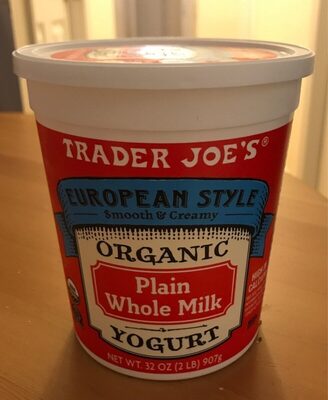 TRADER JOE'S®
EUROPEAN STYLE
Smooth & Creamy
ORGANIC
Plain
Whole Milk
YOGURT
NET WT. 32 OZ (2 LB) 907g